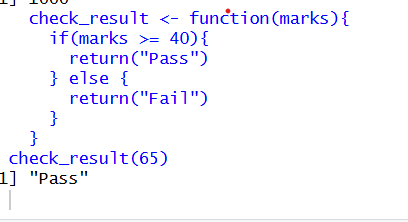 1] 1000
check_result <- function(marks){
if(marks >= 40){
return("Pass")
} else {
return("Fail")
}
}
check_result(65)
1] "Pass"